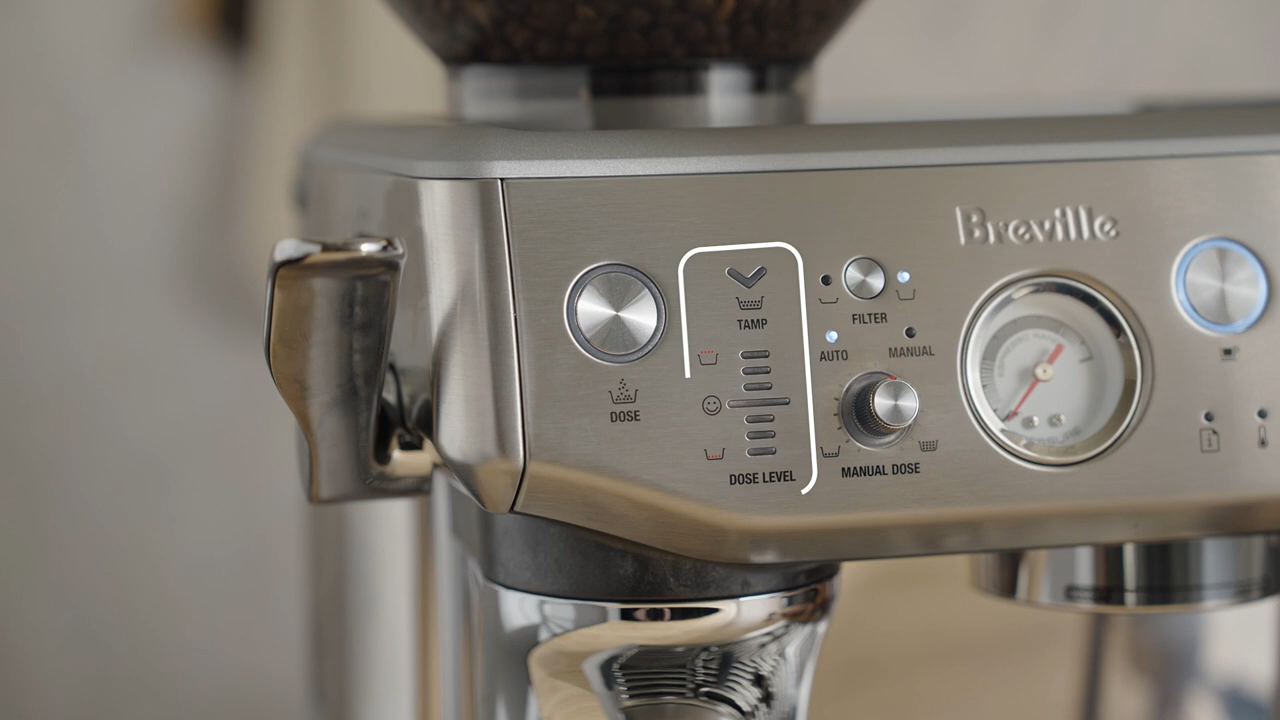 Breville
TAMP
FILTER
AUTO
MANUAL
DOSE
DOSE LEVEL
MANUAL DOSE